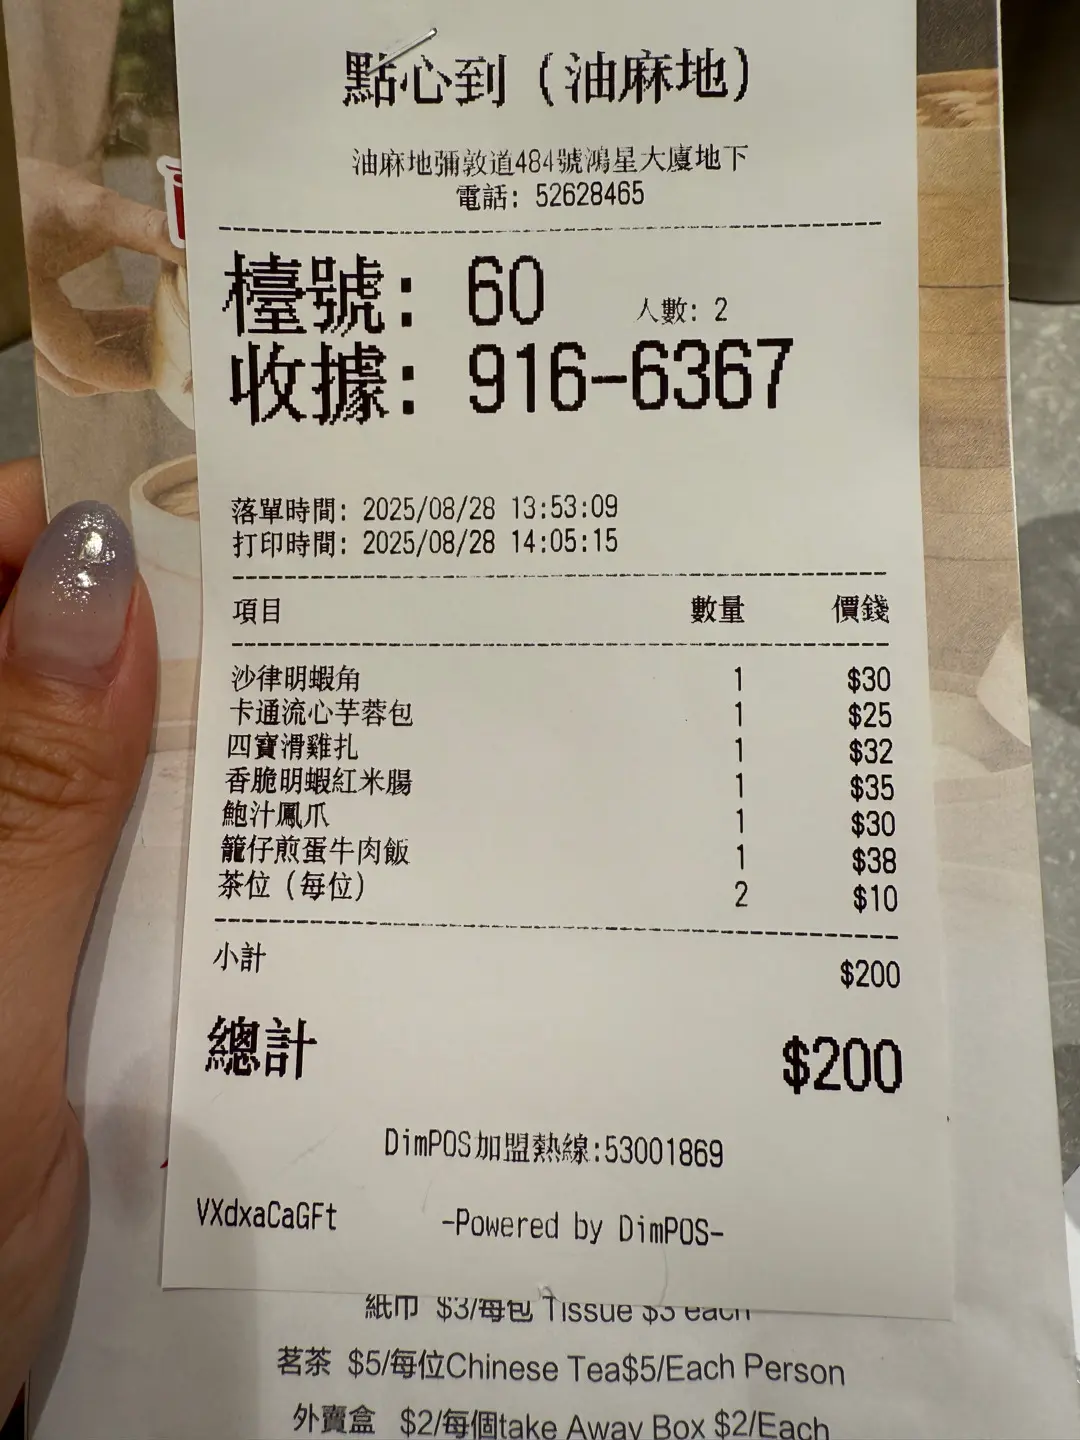 點心到（油麻地）
油麻地彌敦道484號鴻星大廈地下
電話: 52628465
檯號: 60 人數: 2
收據: 916-6367
落單時間: 2025/08/28 13:53:09
打印時間: 2025/08/28 14:05:15
項目 數量 價錢
沙律明蝦角 1 $30
卡通流心芋蓉包 1 $25
四寶滑雞扎 1 $32
香脆明蝦紅米腸 1 $35
鮑汁鳳爪 1 $30
籠仔煎蛋牛肉飯 1 $38
茶位（每位） 2 $10
小計 $200
總計 $200
DimPOS加盟熱線:53001869
VXdxaCaGFt -Powered by DimPOS-
紙巾 $3/每包 Tissue $3 each
茗茶 $5/每位Chinese Tea$5/Each Person
外賣盒 $2/每個take Away Box $2/Each